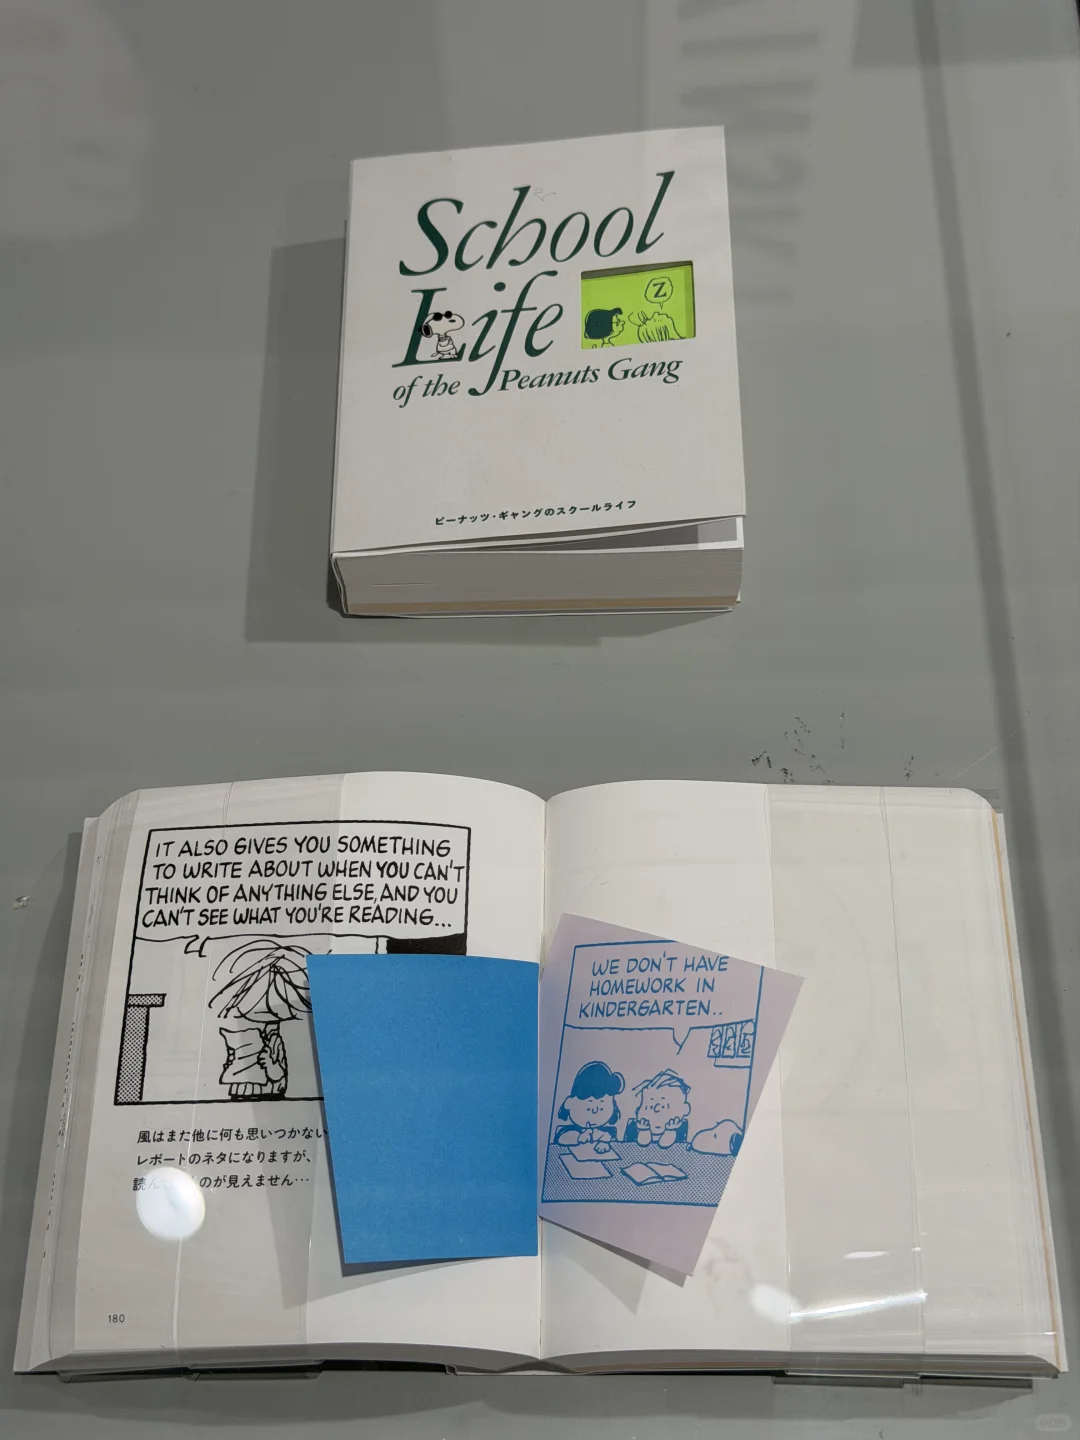 School
Life
of the Peanuts Gang
Z
ピーナッツ・ギャングのスクールライフ
IT ALSO GIVES YOU SOMETHING
TO WRITE ABOUT WHEN YOU CAN'T
THINK OF ANYTHING ELSE, AND YOU
CAN'T SEE WHAT YOU'RE READING...
WE DON'T HAVE
HOMEWORK IN
KINDERGARTEN..
風はまた他に何も思いつかない
レポートのネタになりますが、
読ん のが見えません…
180